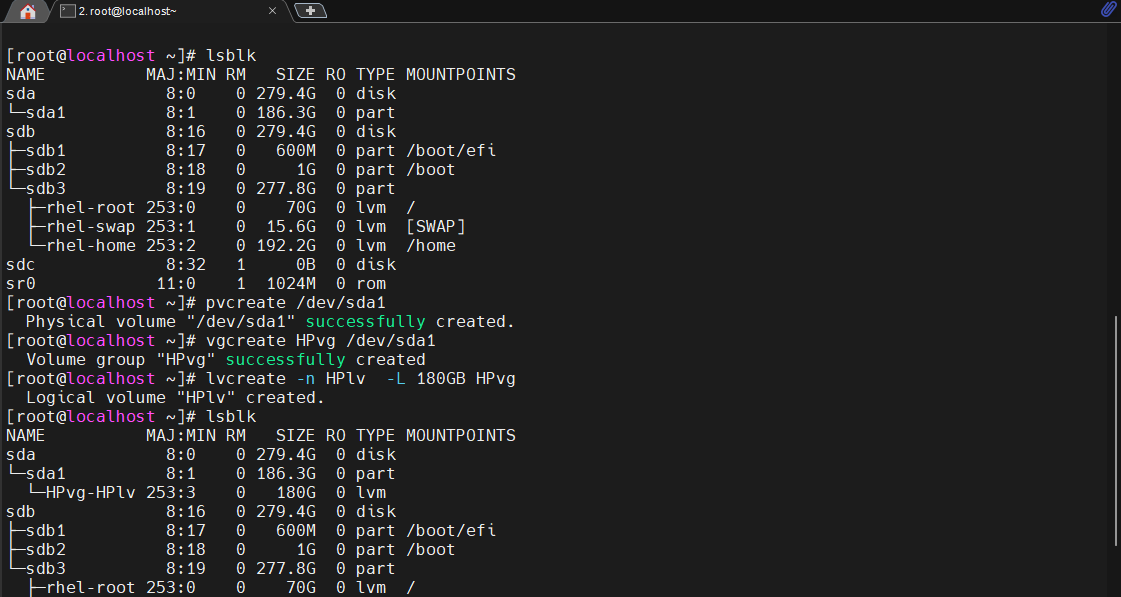 2. root@localhost~
[root@localhost ~]# lsblk
NAME          MAJ:MIN RM   SIZE RO TYPE MOUNTPOINTS
sda             8:0    0 279.4G  0 disk
└─sda1          8:1    0 186.3G  0 part
sdb             8:16   0 279.4G  0 disk
├─sdb1          8:17   0   600M  0 part /boot/efi
├─sdb2          8:18   0     1G  0 part /boot
└─sdb3          8:19   0 277.8G  0 part
  ├─rhel-root 253:0    0    70G  0 lvm  /
  ├─rhel-swap 253:1    0  15.6G  0 lvm  [SWAP]
  └─rhel-home 253:2    0 192.2G  0 lvm  /home
sdc             8:32   1     0B  0 disk
sr0            11:0    1  1024M  0 rom
[root@localhost ~]# pvcreate /dev/sda1
  Physical volume "/dev/sda1" successfully created.
[root@localhost ~]# vgcreate HPvg /dev/sda1
  Volume group "HPvg" successfully created
[root@localhost ~]# lvcreate -n HPlv  -L 180GB HPvg
  Logical volume "HPlv" created.
[root@localhost ~]# lsblk
NAME          MAJ:MIN RM   SIZE RO TYPE MOUNTPOINTS
sda             8:0    0 279.4G  0 disk
└─sda1          8:1    0 186.3G  0 part
  └─HPvg-HPlv 253:3    0   180G  0 lvm
sdb             8:16   0 279.4G  0 disk
├─sdb1          8:17   0   600M  0 part /boot/efi
├─sdb2          8:18   0     1G  0 part /boot
└─sdb3          8:19   0 277.8G  0 part
  ├─rhel-root 253:0    0    70G  0 lvm  /